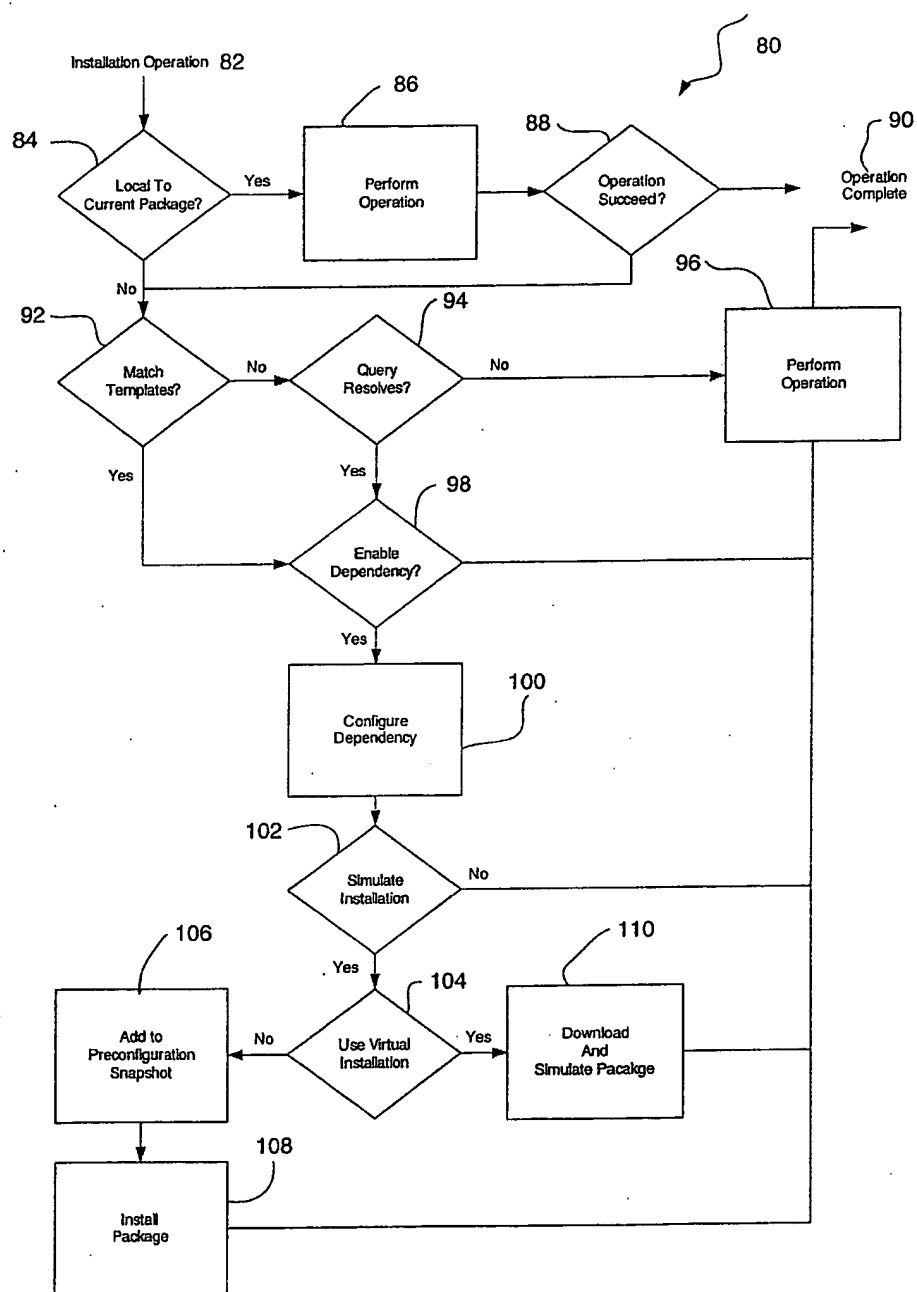 80
Installation Operation 82
86
88
90
84
Local To
Current Package?
Yes
Perform
Operation
Operation
Succeed?
Operation
Complete
No
96
92
94
Match
Templates?
No
Query
Resolves?
No
Perform
Operation
Yes
Yes
98
Enable
Dependency?
Yes
100
Configure
Dependency
102
Simulate
Installation
No
106
110
Yes
104
Add to
Preconfiguration
Snapshot
No
Use Virtual
Installation
Yes
Download
And
Simulate Pacakge
108
Install
Package